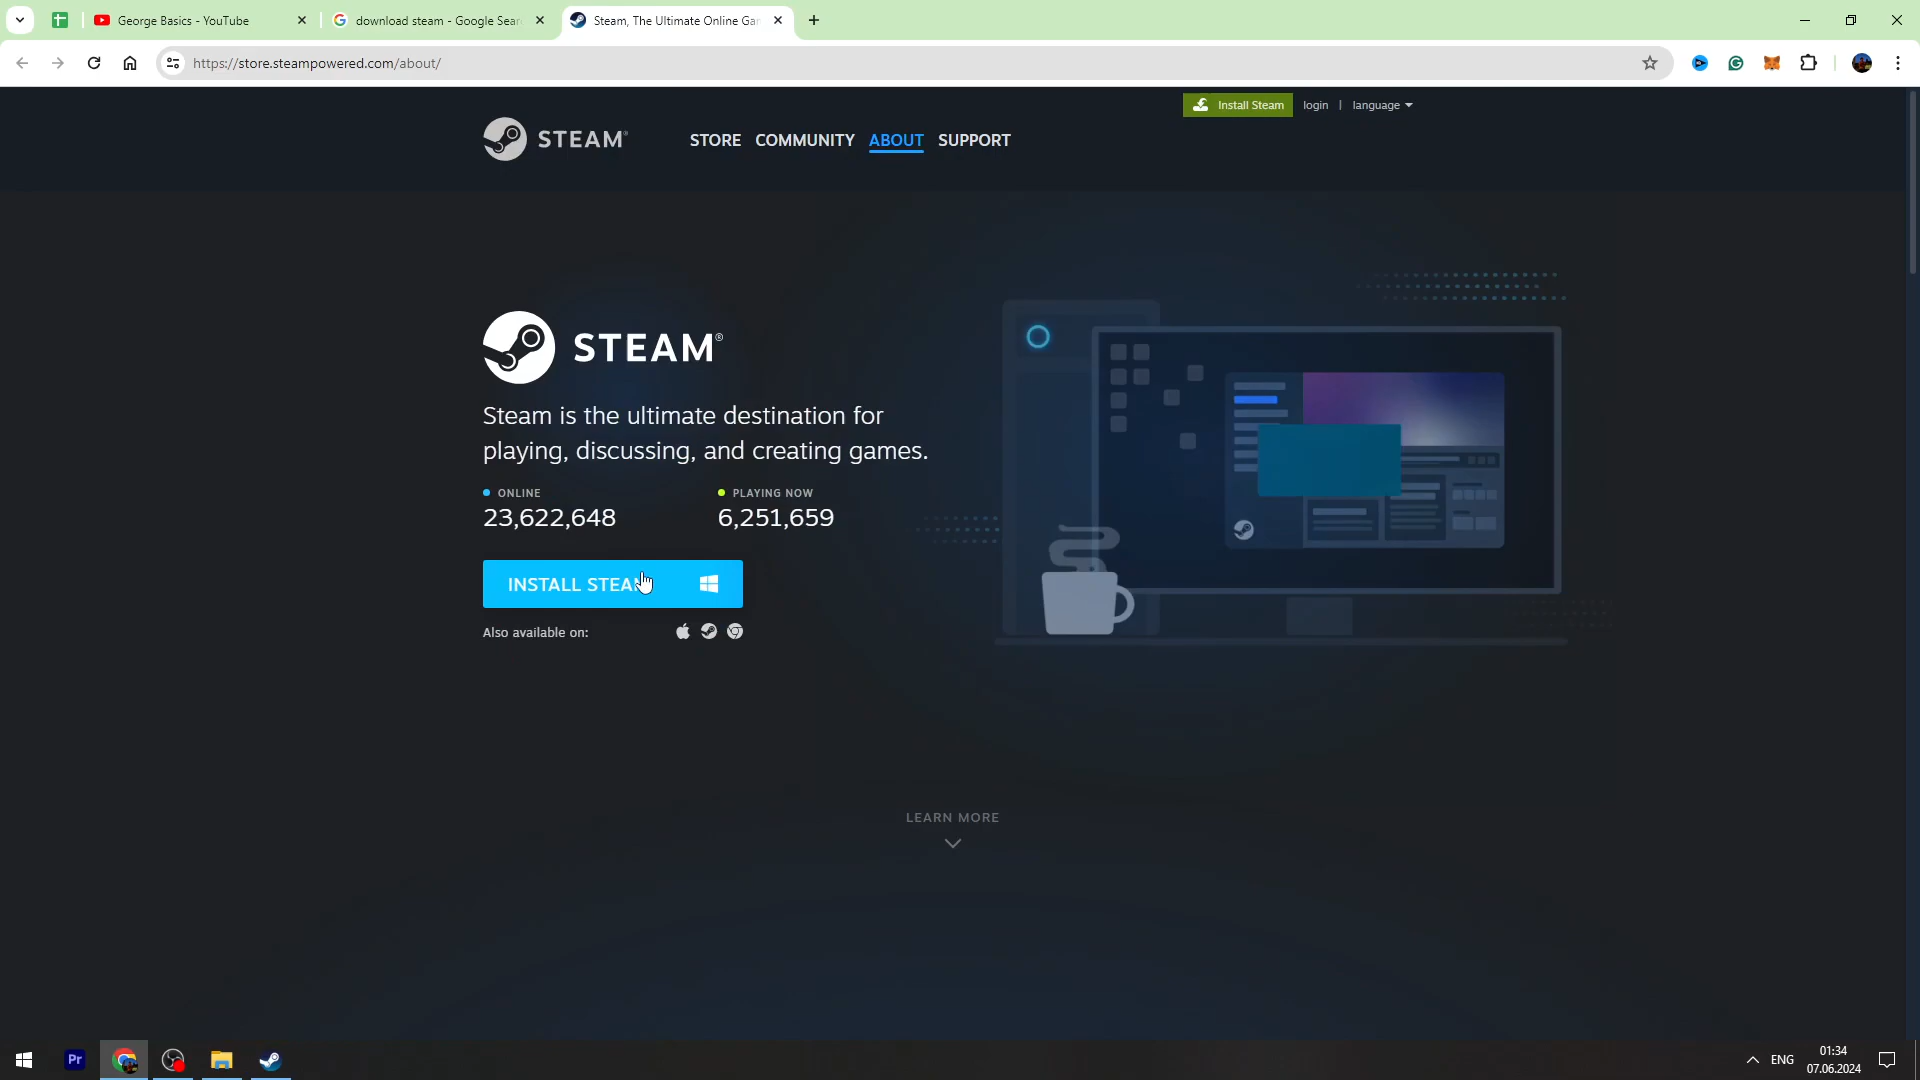 George Basics - YouTube
download steam - Google Sear
Steam, The Ultimate Online Gam
https://store.steampowered.com/about/
Install Steam
login | language
STEAM®
STORE COMMUNITY ABOUT SUPPORT
STEAM®
Steam is the ultimate destination for
playing, discussing, and creating games.
ONLINE
23,622,648
PLAYING NOW
6,251,659
INSTALL STEAM
Also available on:
LEARN MORE
Pr
ENG
01:34
07.06.2024